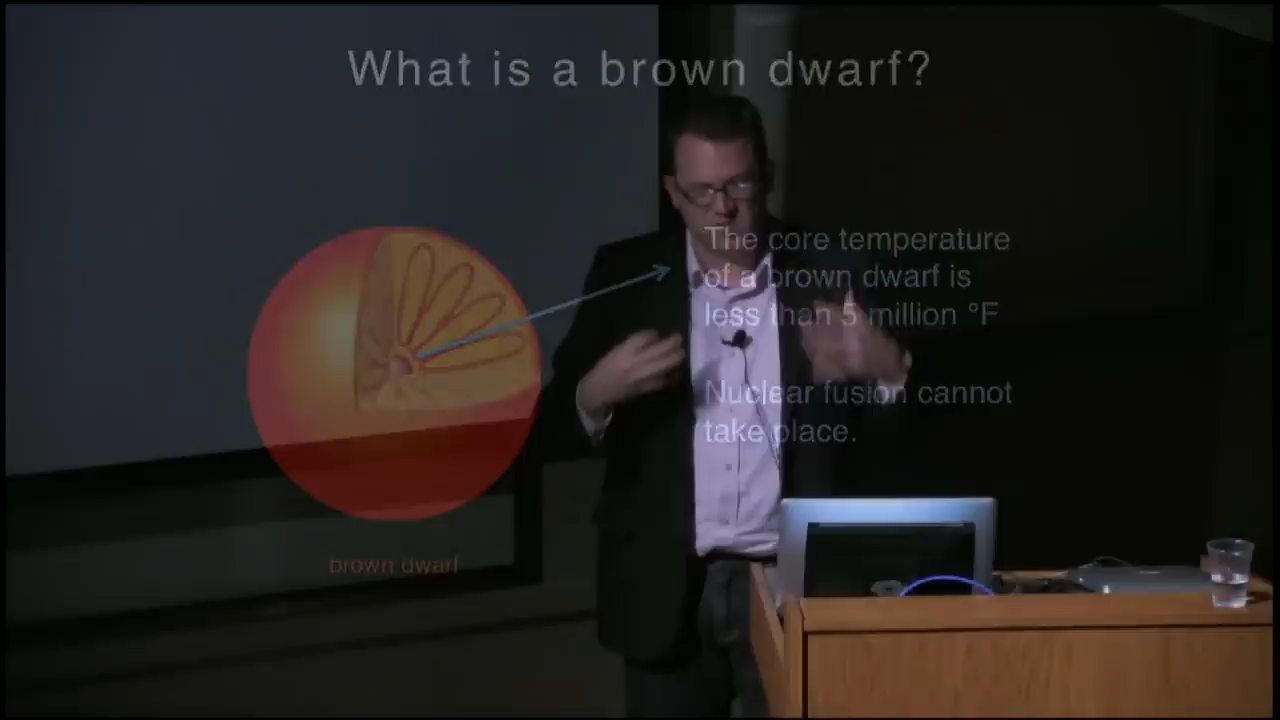 What is a brown dwarf?
The core temperature
of a brown dwarf is
less than 5 million °F
Nuclear fusion cannot
take place.
brown dwarf